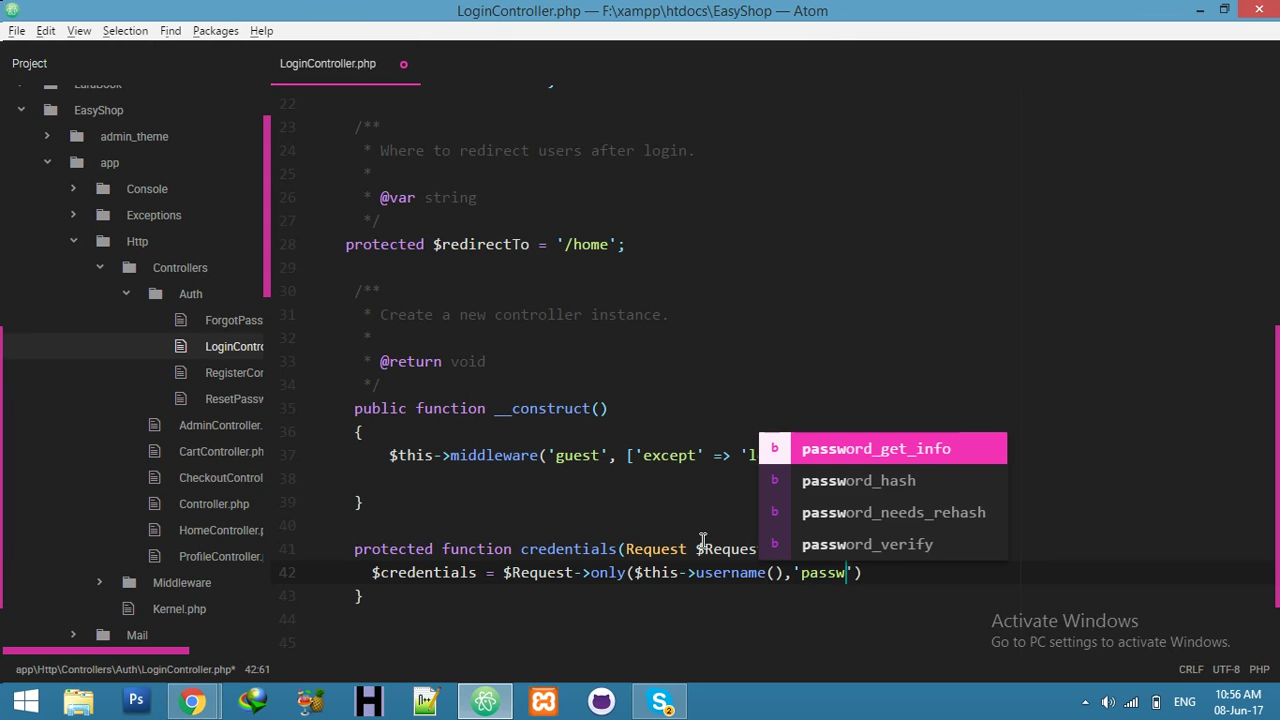 LoginController.php — F:\xampp\htdocs\EasyShop — Atom
File Edit View Selection Find Packages Help
Project
LoginController.php
EasyShop
22
admin_theme
23 /**
app
24 * Where to redirect users after login.
25 *
Console
26 * @var string
Exceptions
27 */
Http
28 protected $redirectTo = '/home';
Controllers
29
Auth
30 /**
ForgotPass
31 * Create a new controller instance.
32 *
LoginContro
33 * @return void
RegisterCon
34 */
ResetPassw
35 public function __construct()
AdminController.
36 {
CartController.ph
37 $this->middleware('guest', ['except' => 'l
b password_get_info
CheckoutControl
b password_hash
Controller.php
39 }
b password_needs_rehash
HomeController.p
40
b password_verify
ProfileController.
41 protected function credentials(Request $Reques
Middleware
42 $credentials = $Request->only($this->username(),'passw')
Kernel.php
43 }
44
Mail
45
Activate Windows
Go to PC settings to activate Windows.
app\Http\Controllers\Auth\LoginController.php* 42:61 CRLF UTF-8 PHP
Ps
H
2
ENG
10:56 AM
08-Jun-17